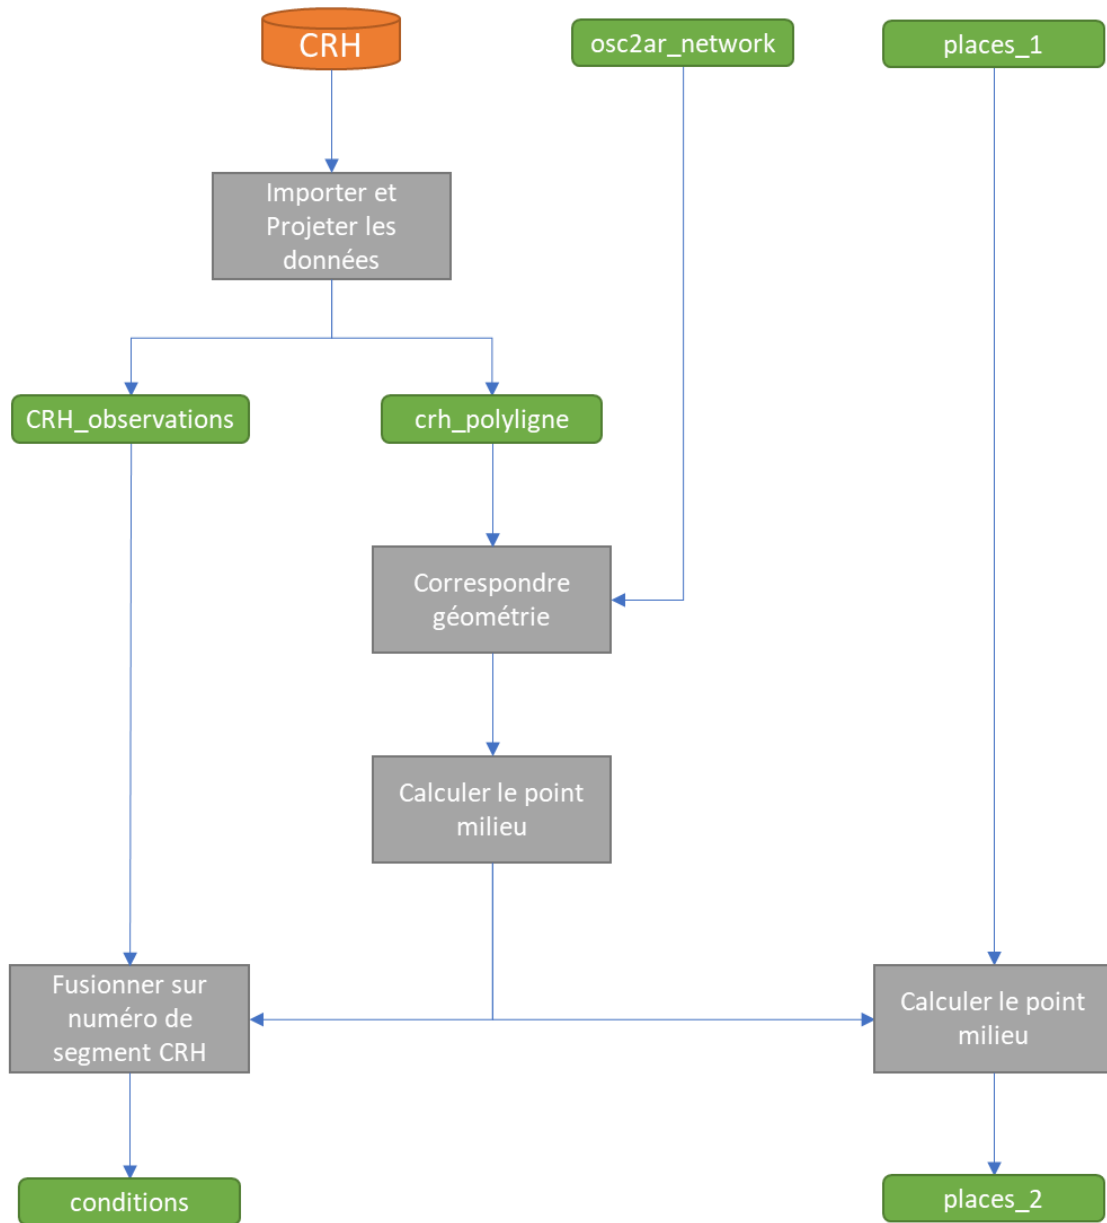 CRH
osc2ar_network
places_1
Importer et
Projeter les
données
CRH_observations
crh_polyligne
Correspondre
géométrie
Calculer le point
milieu
Fusionner sur
numéro de
segment CRH
Calculer le point
milieu
conditions
places_2